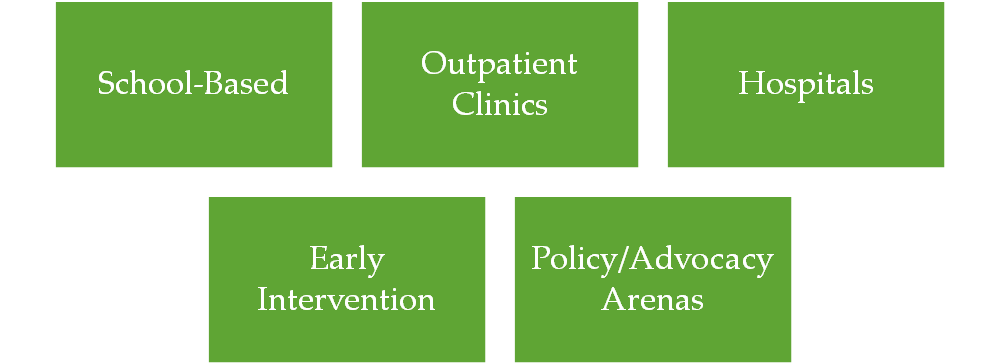 School-Based
Outpatient
Clinics
Hospitals
Early
Intervention
Policy/Advocacy
Arenas